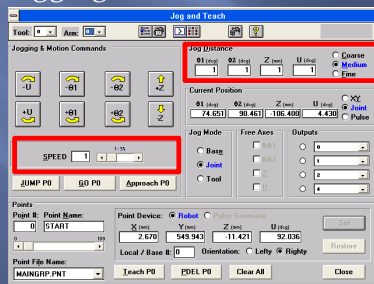 Jog and Teach
Tool: 0 Arm: 0
Jogging & Motion Commands
-U -θ1 -θ2 +Z
+U +θ1 +θ2 -Z
SPEED 1 1-5%
JUMP P0 GO P0 Approach P0
Jog Distance
θ1 (deg) θ2 (deg) Z (mm) U (deg)
1 1 1 1
Coarse
Medium
Fine
Current Position
θ1 (deg) θ2 (deg) Z (mm) U (deg)
74.651 90.461 -106.400 4.430
XY
Joint
Pulse
Jog Mode
Base
Joint
Tool
Free Axes
Z
U
Outputs
0
1
2
4
Points
Point #: Point Name:
0 START
0 199
Point File Name:
MAINGRP.PNT
Point Device: Robot Pulse Generator
X (mm) Y (mm) Z (mm) U (deg)
2.670 549.943 -11.421 92.036
Local / Base #: 0 Orientation: Lefty Righty
Teach P0 PDEL P0 Clear All
Set
Restore
Close